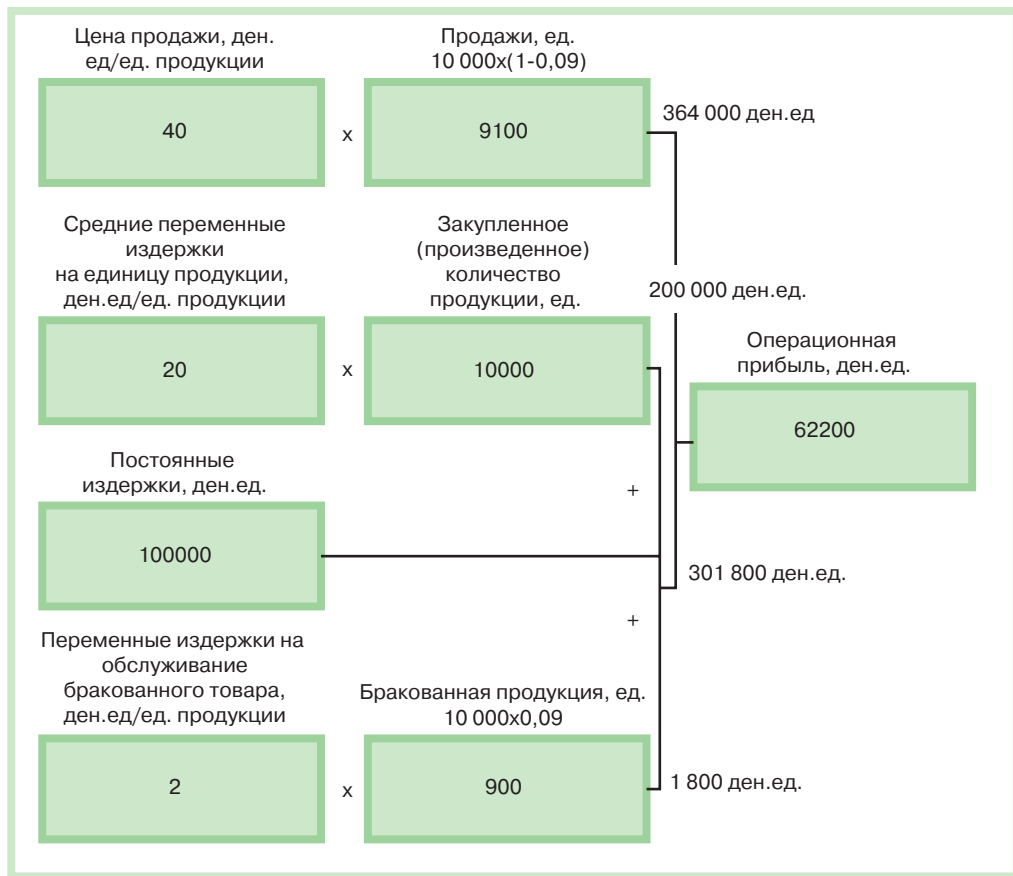 Цена продажи, ден.
ед/ед. продукции
40
х
Продажи, ед.
10 000х(1-0,09)
9100
364 000 ден.ед
Средние переменные
издержки
на единицу продукции,
ден.ед/ед. продукции
20
х
Закупленное
(произведенное)
количество
продукции, ед.
10000
200 000 ден.ед.
Операционная
прибыль, ден.ед.
62200
Постоянные
издержки, ден.ед.
100000
+
301 800 ден.ед.
+
Переменные издержки на
обслуживание
бракованного товара,
ден.ед/ед. продукции
2
х
Бракованная продукция, ед.
10 000х0,09
900
1 800 ден.ед.